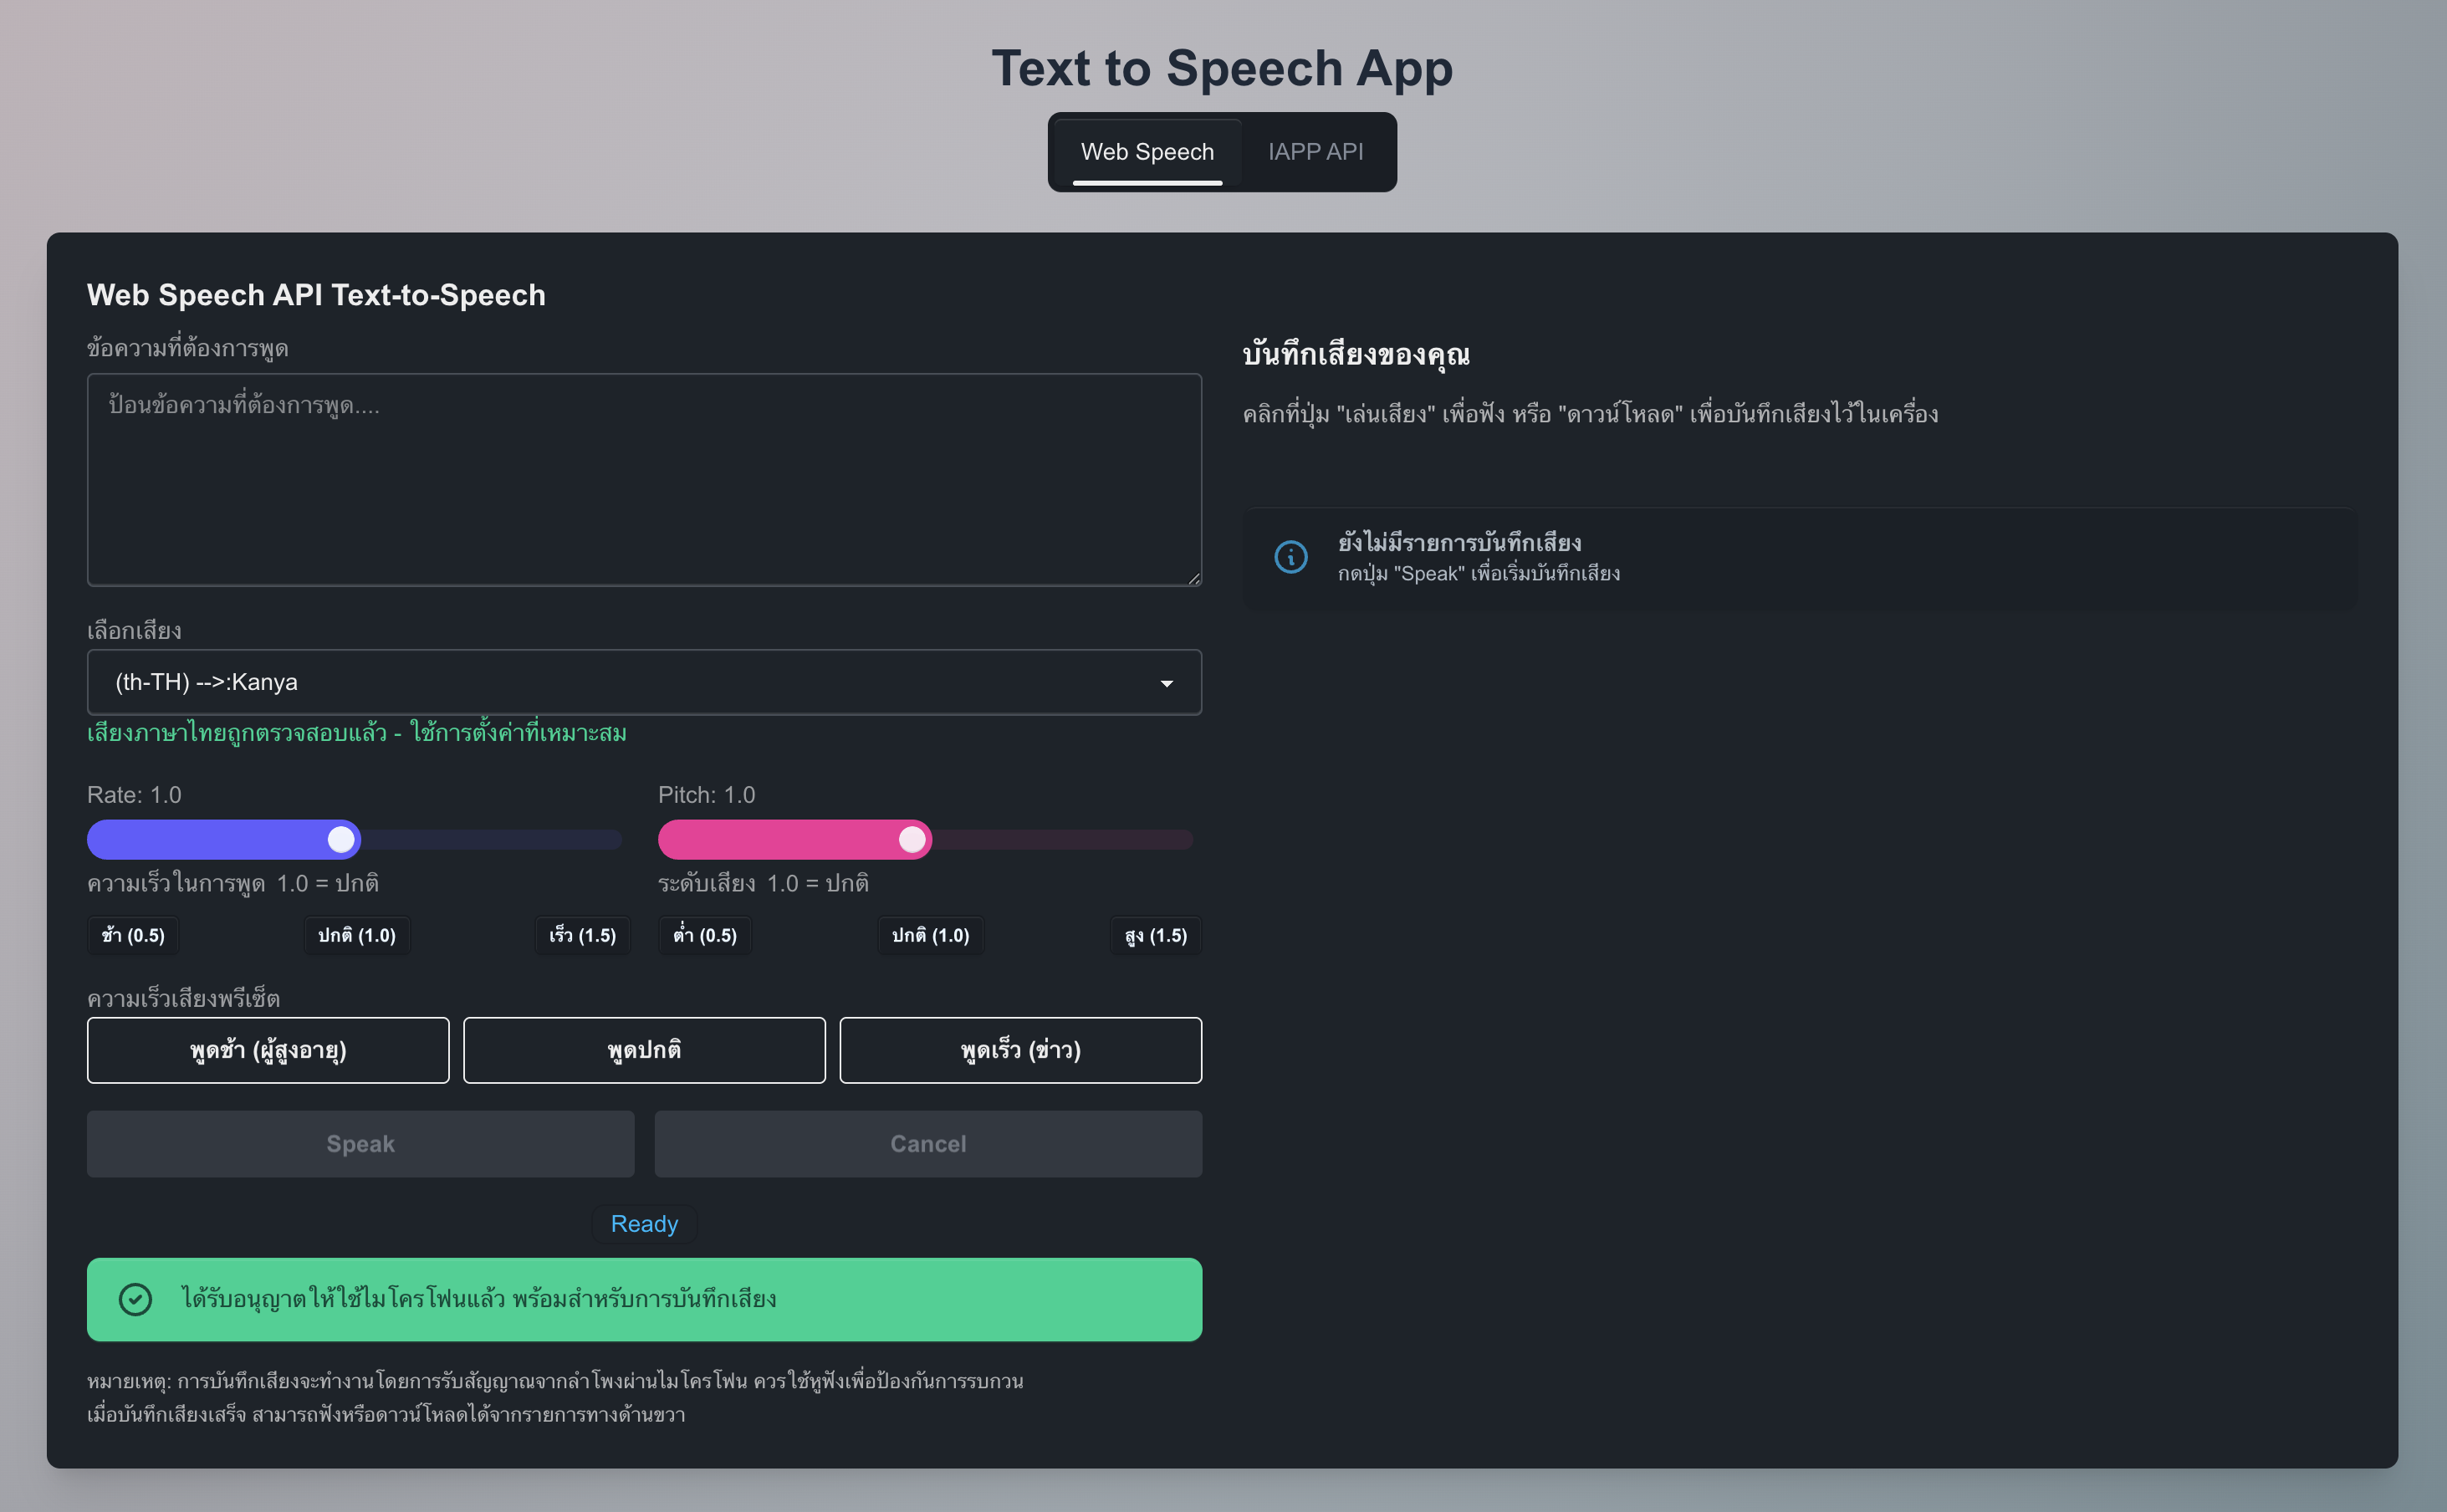 Text to Speech App
Web Speech
IAPP API
Web Speech API Text-to-Speech
ข้อความที่ต้องการพูด
ป้อนข้อความที่ต้องการพูด....
เลือกเสียง
(th-TH) -->:Kanya
เสียงภาษาไทยถูกตรวจสอบแล้ว - ใช้การตั้งค่าที่เหมาะสม
Rate: 1.0
ความเร็วในการพูด 1.0 = ปกติ
ช้า (0.5)
ปกติ (1.0)
เร็ว (1.5)
Pitch: 1.0
ระดับเสียง 1.0 = ปกติ
ต่ำ (0.5)
ปกติ (1.0)
สูง (1.5)
ความเร็วเสียงพรีเซ็ต
พูดช้า (ผู้สูงอายุ)
พูดปกติ
พูดเร็ว (ข่าว)
Speak
Cancel
Ready
ได้รับอนุญาตให้ใช้ไมโครโฟนแล้ว พร้อมสำหรับการบันทึกเสียง
หมายเหตุ: การบันทึกเสียงจะทำงานโดยการรับสัญญาณจากลำโพงผ่านไมโครโฟน ควรใช้หูฟังเพื่อป้องกันการรบกวน
เมื่อบันทึกเสียงเสร็จ สามารถฟังหรือดาวน์โหลดได้จากรายการทางด้านขวา
บันทึกเสียงของคุณ
คลิกที่ปุ่ม "เล่นเสียง" เพื่อฟัง หรือ "ดาวน์โหลด" เพื่อบันทึกเสียงไว้ในเครื่อง
ยังไม่มีรายการบันทึกเสียง
กดปุ่ม "Speak" เพื่อเริ่มบันทึกเสียง